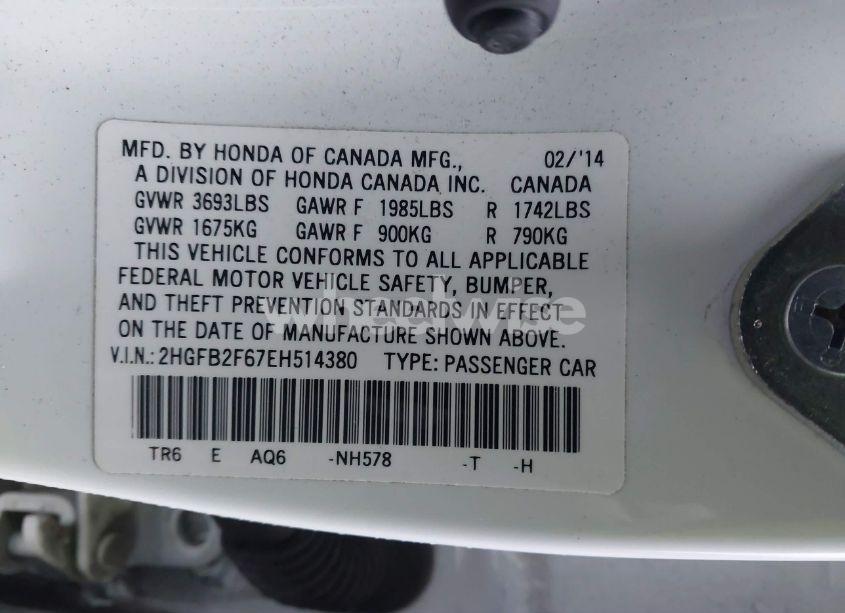 MFD. BY HONDA OF CANADA MFG., 02/'14
A DIVISION OF HONDA CANADA INC. CANADA
GVWR 3693LBS GAWR F 1985LBS R 1742LBS
GVWR 1675KG GAWR F 900KG R 790KG
THIS VEHICLE CONFORMS TO ALL APPLICABLE
FEDERAL MOTOR VEHICLE SAFETY, BUMPER,
AND THEFT PREVENTION STANDARDS IN EFFECT
ON THE DATE OF MANUFACTURE SHOWN ABOVE.
V.I.N.: 2HGFB2F67EH514380 TYPE: PASSENGER CAR
TR6 E AQ6 -NH578 -T -H